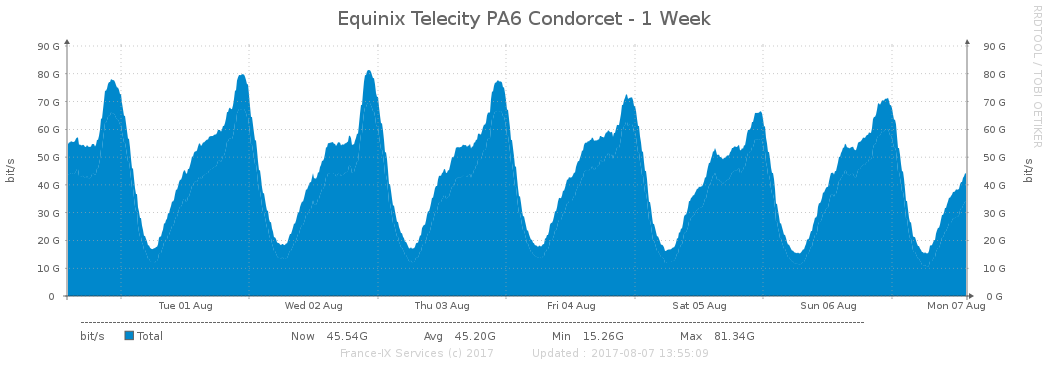 Equinix Telecity PA6 Condorcet - 1 Week
RRDTOOL / TOBI OETIKER
90 G 90 G
80 G 80 G
70 G 70 G
60 G 60 G
50 G 50 G
40 G 40 G
30 G 30 G
20 G 20 G
10 G 10 G
0 0 G
bit/s
bit/s
Tue 01 Aug Wed 02 Aug Thu 03 Aug Fri 04 Aug Sat 05 Aug Sun 06 Aug Mon 07 Aug
bit/s Total Now 45.54G Avg 45.20G Min 15.26G Max 81.34G
France-IX Services (c) 2017 Updated : 2017-08-07 13:55:09